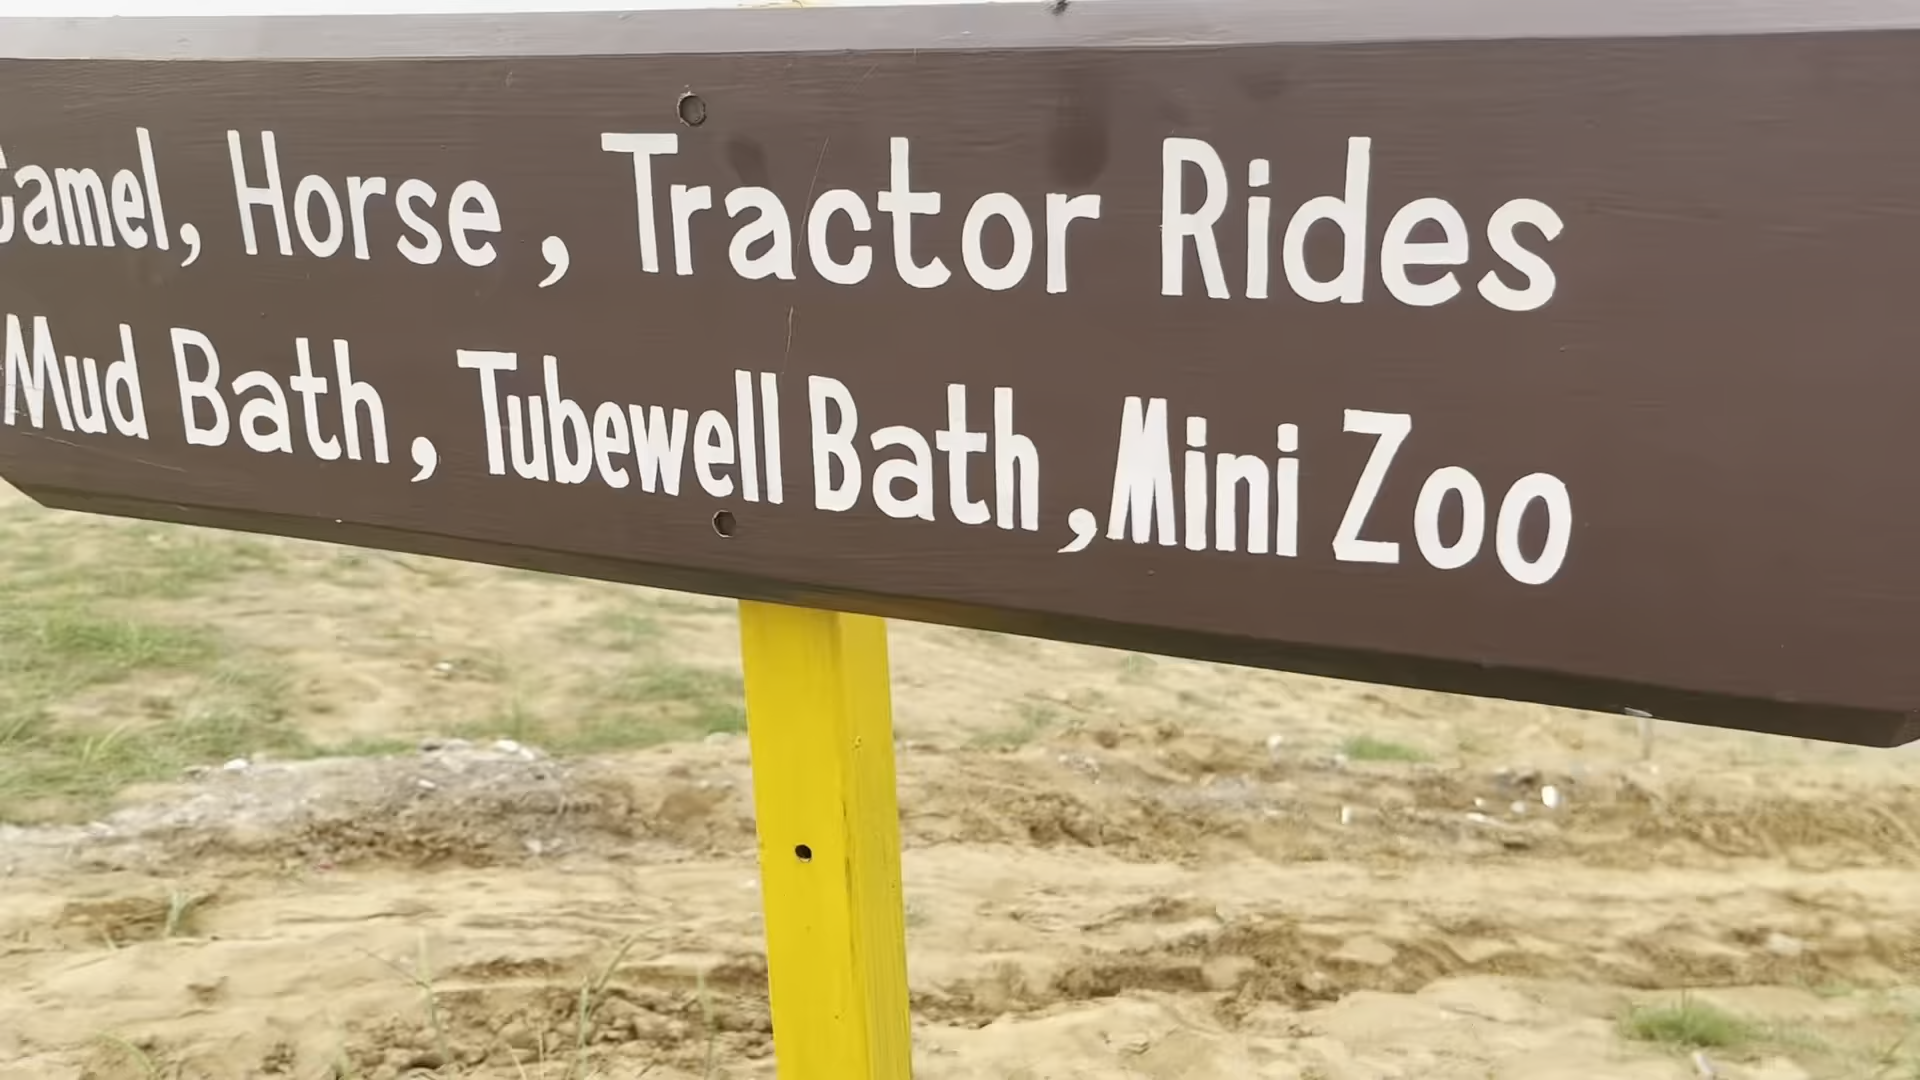 Camel, Horse , Tractor Rides
Mud Bath, Tubewell Bath ,Mini Zoo